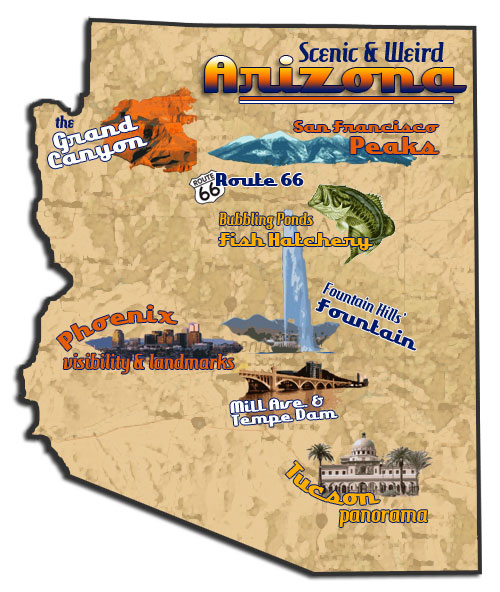 Scenic & Weird
Arizona
the
Grand
Canyon
San Francisco
Peaks
ROUTE
66
Route 66
Bubbling Ponds
Fish Hatchery
Fountain Hills'
Fountain
Phoenix
visibility & landmarks
Mill Ave &
Tempe Dam
Tucson
panorama